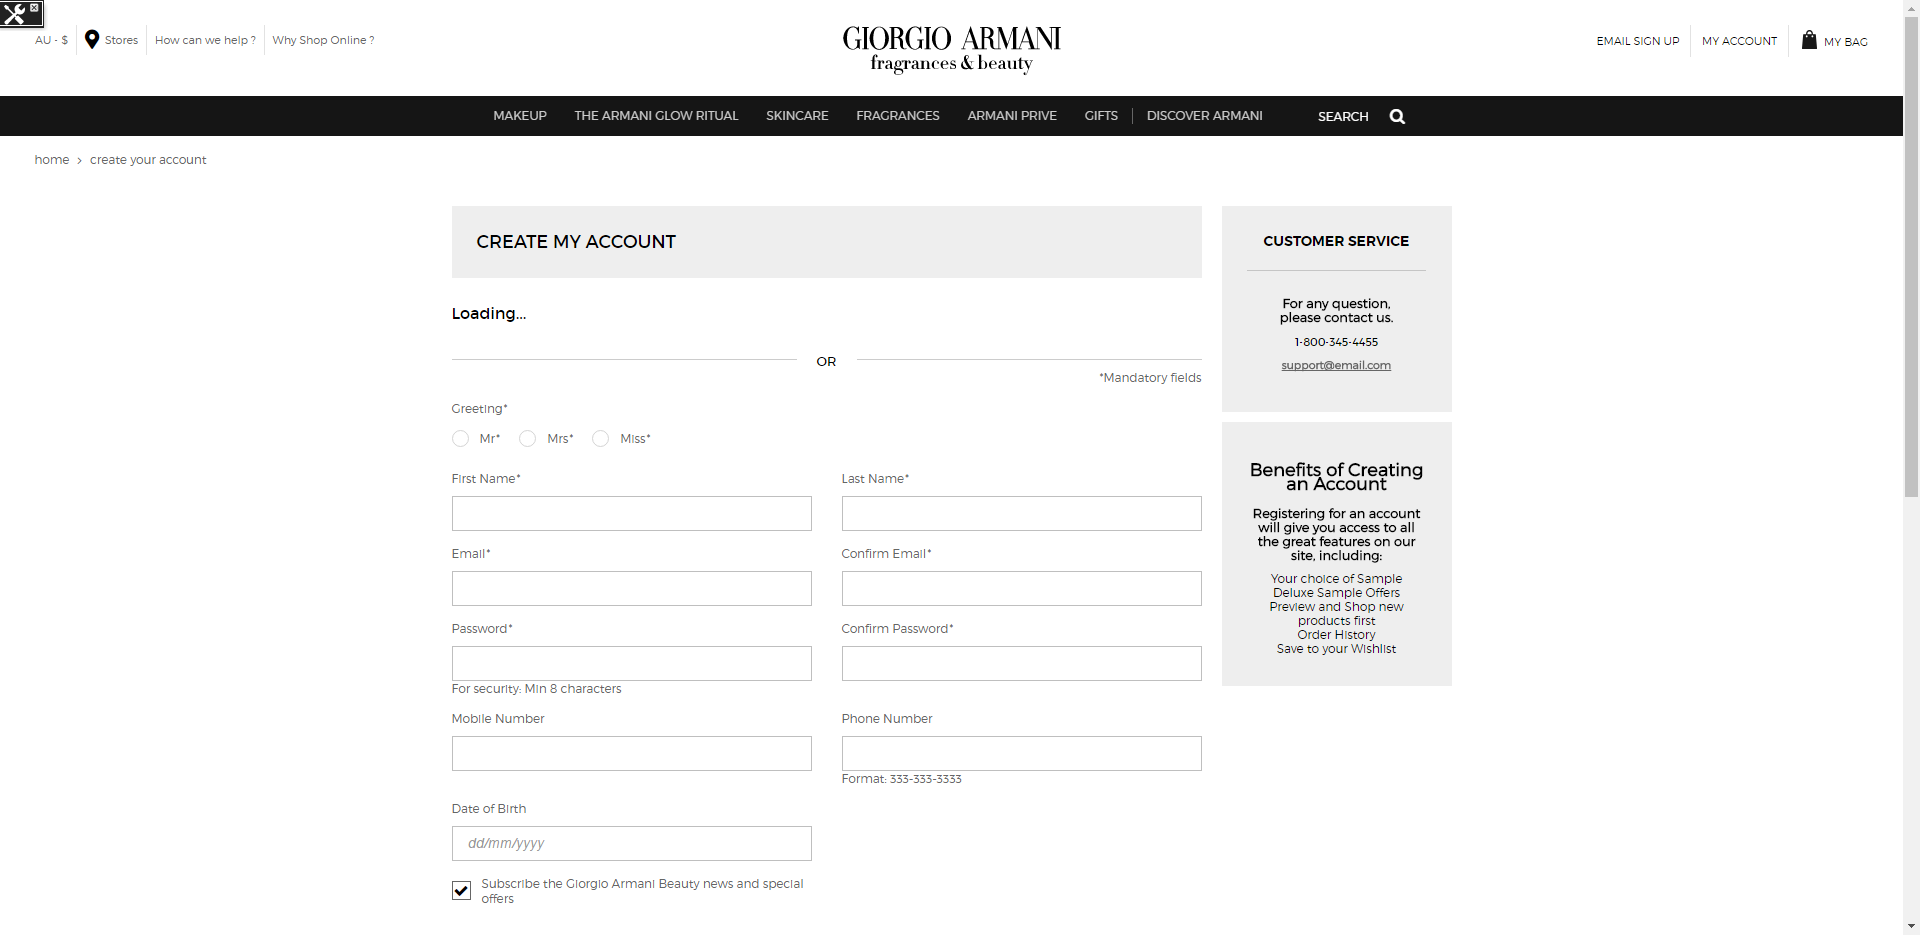 AU - $
Stores
How can we help ?
Why Shop Online ?
GIORGIO ARMANI
fragrances & beauty
EMAIL SIGN UP
MY ACCOUNT
MY BAG
MAKEUP
THE ARMANI GLOW RITUAL
SKINCARE
FRAGRANCES
ARMANI PRIVE
GIFTS
DISCOVER ARMANI
SEARCH
home > create your account
CREATE MY ACCOUNT
Loading...
OR
*Mandatory fields
Greeting*
Mr*
Mrs*
Miss*
First Name*
Last Name*
Email*
Confirm Email*
Password*
Confirm Password*
For security: Min 8 characters
Mobile Number
Phone Number
Format: 333-333-3333
Date of Birth
dd/mm/yyyy
Subscribe the Giorgio Armani Beauty news and special
offers
CUSTOMER SERVICE
For any question,
please contact us.
1-800-345-4455
support@email.com
Benefits of Creating
an Account
Registering for an account
will give you access to all
the great features on our
site, including:
Your choice of Sample
Deluxe Sample Offers
Preview and Shop new
products first
Order History
Save to your Wishlist